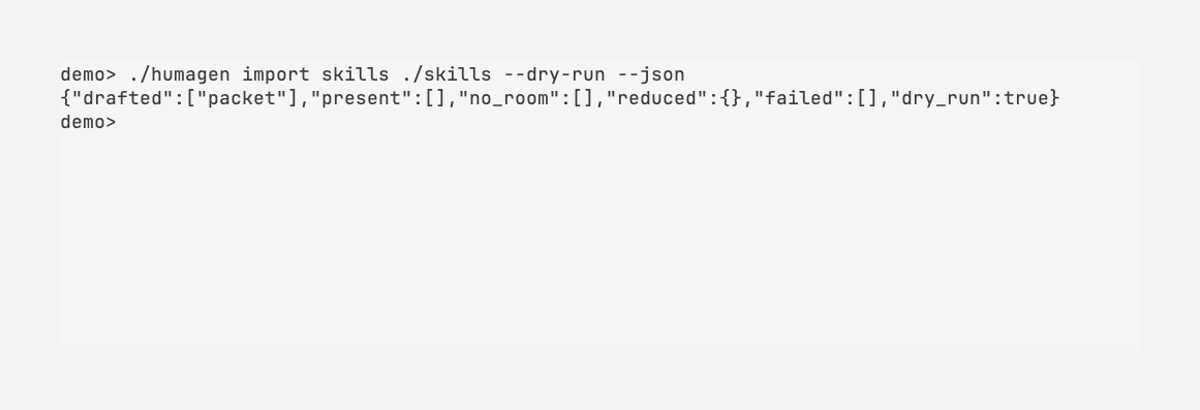 demo> ./humagen import skills ./skills --dry-run --json
{"drafted":["packet"],"present":[],"no_room":[],"reduced":{},"failed":[],"dry_run":true}
demo>